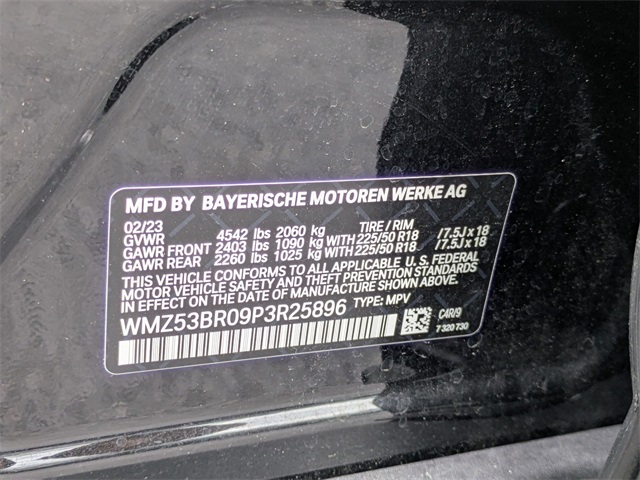 MFD BY BAYERISCHE MOTOREN WERKE AG
02/23 TIRE / RIM
GVWR 4542 lbs 2060 kg
GAWR FRONT 2403 lbs 1090 kg WITH 225/50 R18 /7.5J x 18
GAWR REAR 2260 lbs 1025 kg WITH 225/50 R18 /7.5J x 18
THIS VEHICLE CONFORMS TO ALL APPLICABLE U.S. FEDERAL
MOTOR VEHICLE SAFETY AND THEFT PREVENTION STANDARDS
IN EFFECT ON THE DATE OF MANUFACTURE SHOWN ABOVE.
WMZ53BR09P3R25896 TYPE: MPV
C4R/9
7 320 730